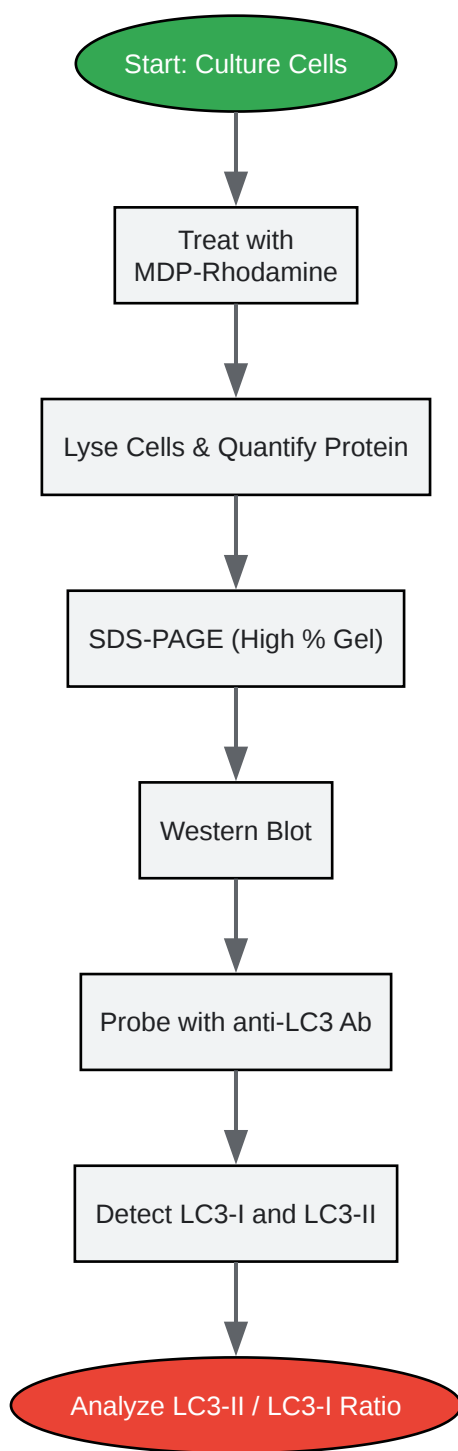 Start: Culture Cells
Treat with
MDP-Rhodamine
Lyse Cells & Quantify Protein
SDS-PAGE (High % Gel)
Western Blot
Probe with anti-LC3 Ab
Detect LC3-I and LC3-II
Analyze LC3-II / LC3-I Ratio